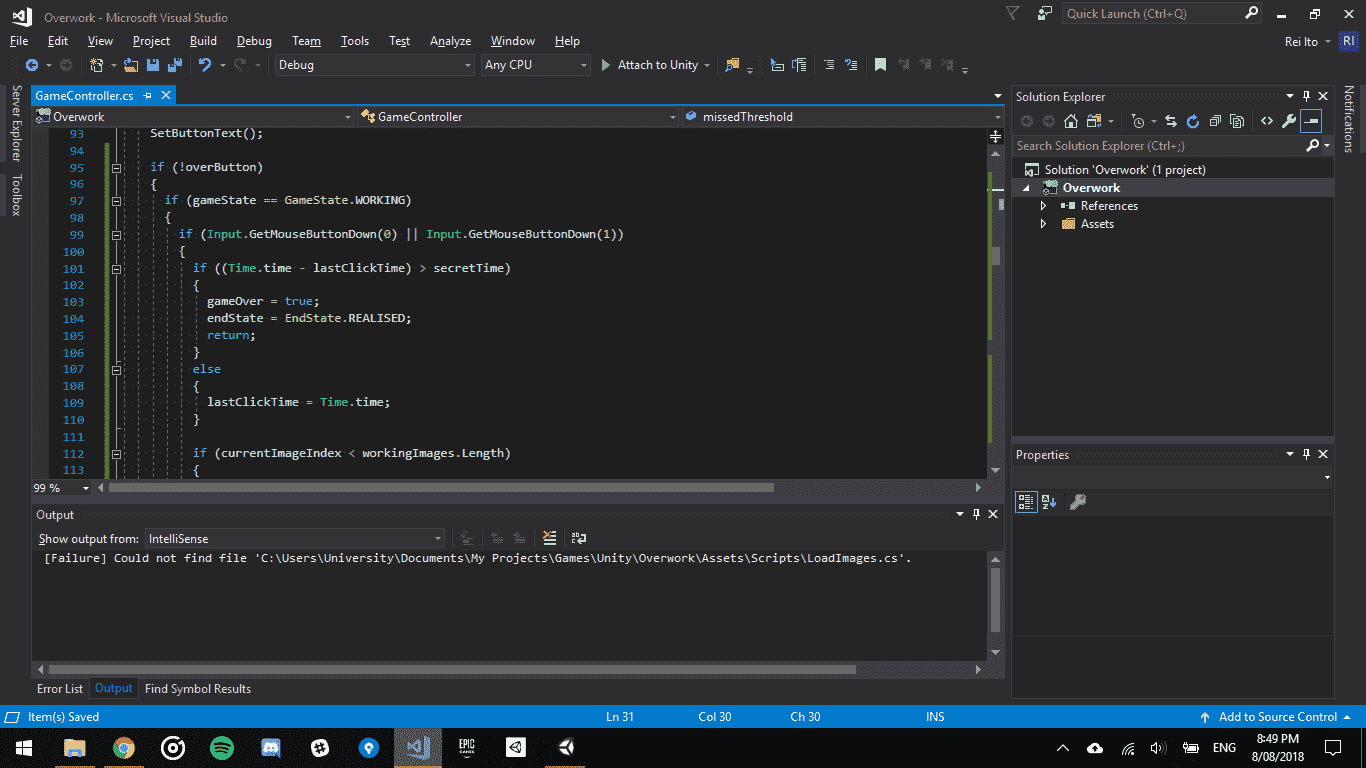 Overwork - Microsoft Visual Studio
Quick Launch (Ctrl+Q)
File Edit View Project Build Debug Team Tools Test Analyze Window Help
Rei Ito RI
Debug Any CPU Attach to Unity
Server Explorer
Toolbox
GameController.cs
Overwork GameController missedThreshold
93 SetButtonText();
94
95 if (!overButton)
96 {
97 if (gameState == GameState.WORKING)
98 {
99 if (Input.GetMouseButtonDown(0) || Input.GetMouseButtonDown(1))
100 {
101 if ((Time.time - lastClickTime) > secretTime)
102 {
103 gameOver = true;
104 endState = EndState.REALISED;
105 return;
106 }
107 else
108 {
109 lastClickTime = Time.time;
110 }
111
112 if (currentImageIndex < workingImages.Length)
113 {
99 %
Output
Show output from: IntelliSense
[Failure] Could not find file 'C:\Users\University\Documents\My Projects\Games\Unity\Overwork\Assets\Scripts\LoadImages.cs'.
Error List Output Find Symbol Results
Solution Explorer
Search Solution Explorer (Ctrl+;)
Solution 'Overwork' (1 project)
Overwork
References
Assets
Properties
Notifications
Item(s) Saved Ln 31 Col 30 Ch 30 INS Add to Source Control
EPIC GAMES
ENG
8:49 PM
8/08/2018